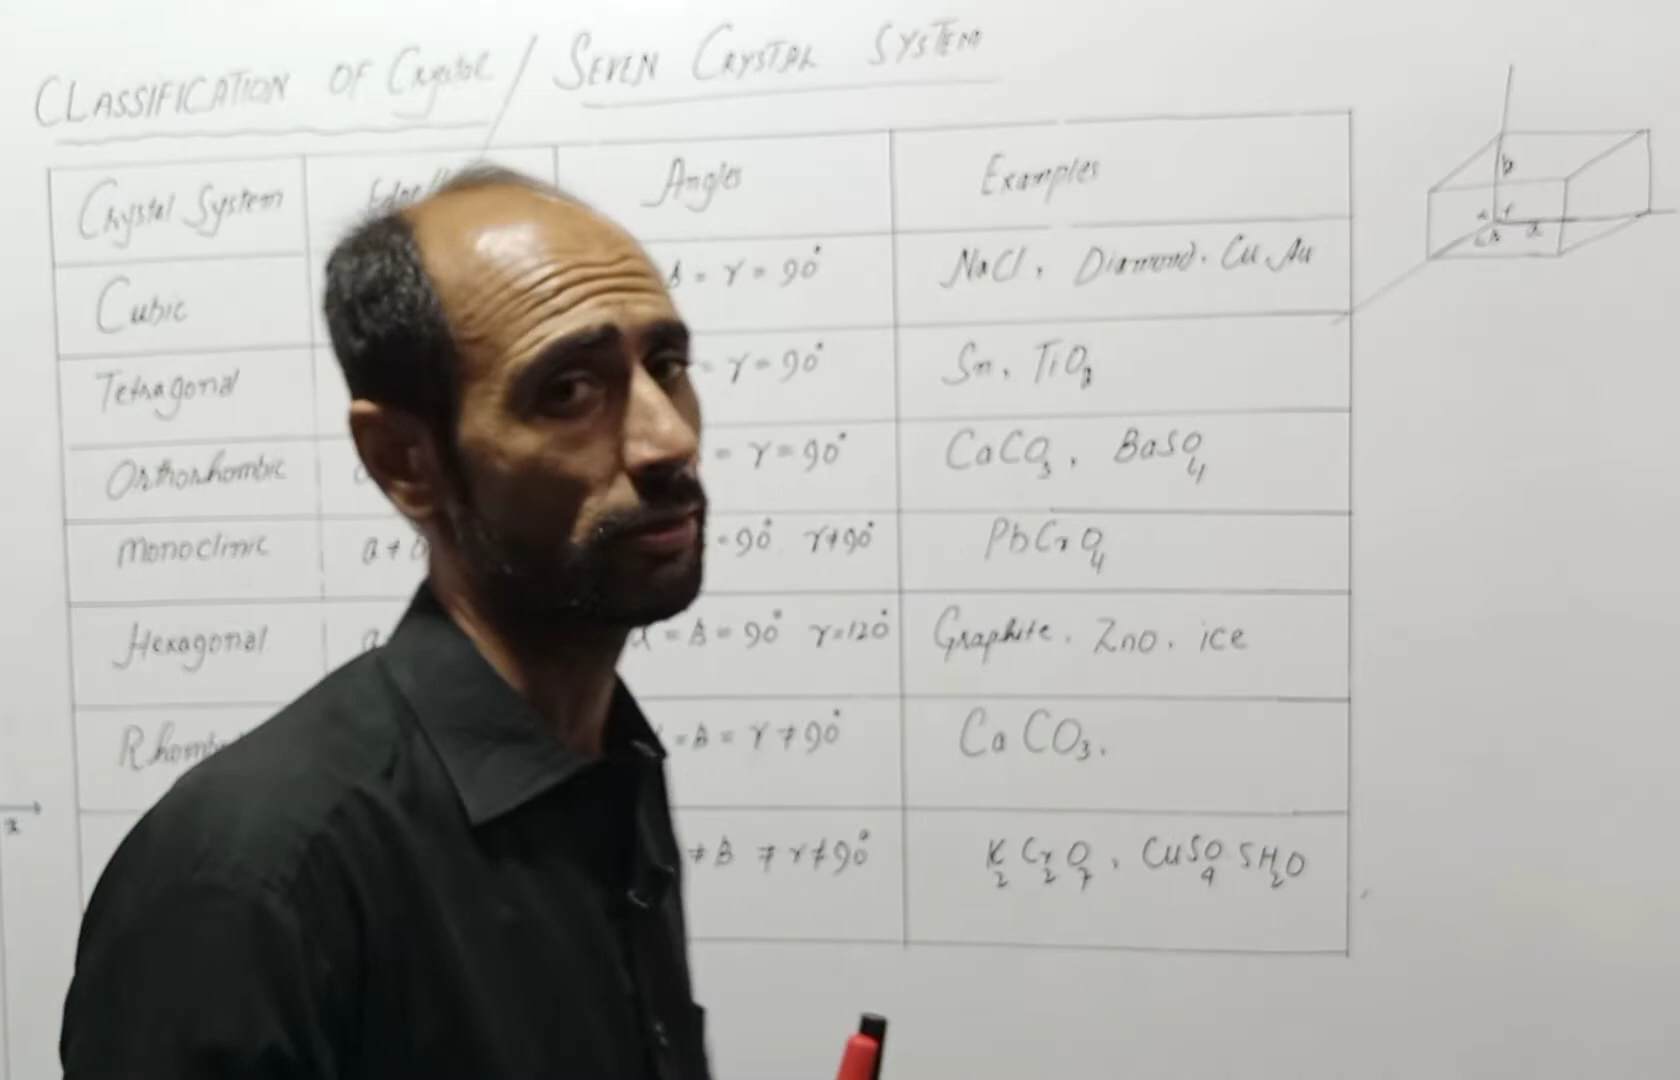 CLASSIFICATION OF Crystal / SEVEN CRYSTAL SYSTEM
Crystal System Angles Examples
Cubic β = γ = 90° NaCl, Diamond, Cu, Au
Tetragonal = γ = 90° Sn, TiO₂
Orthorhombic = γ = 90° CaCO₃, BaSO₄
Monoclinic a ≠ b = 90° γ≠90° PbCrO₄
Hexagonal a α = β = 90° γ=120° Graphite, ZnO, ice
= β = γ ≠ 90° CaCO₃.
≠ β ≠ γ ≠ 90° K₂Cr₂O₇, CuSO₄ 5H₂O
b
a
x